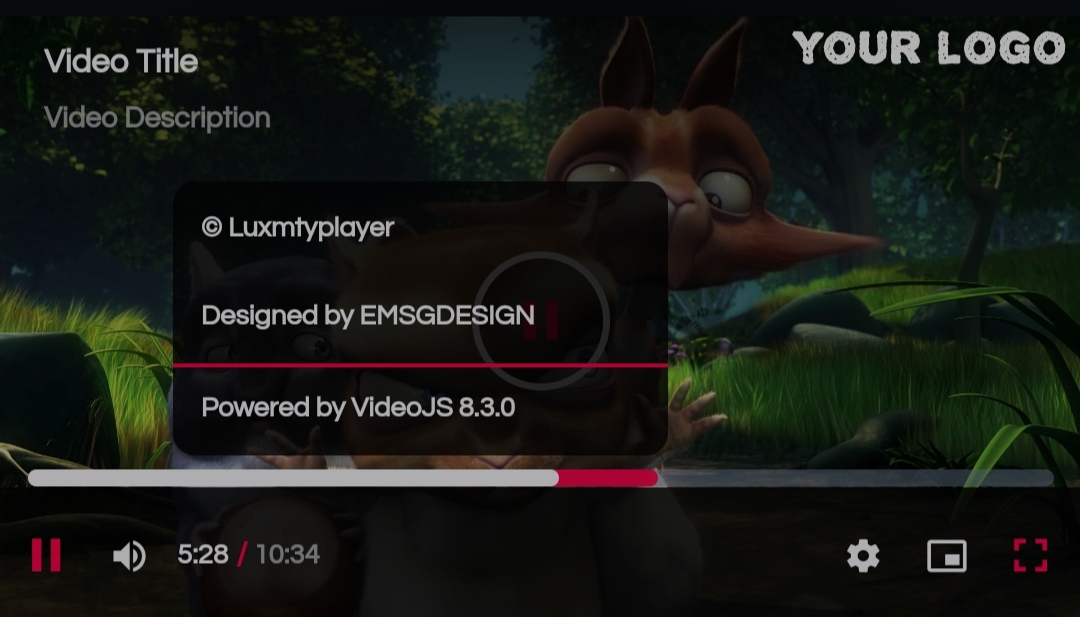 Video Title
YOUR LOGO
Video Description
© Luxmtyplayer
Designed by EMSGDESIGN
Powered by VideoJS 8.3.0
5:28 / 10:34